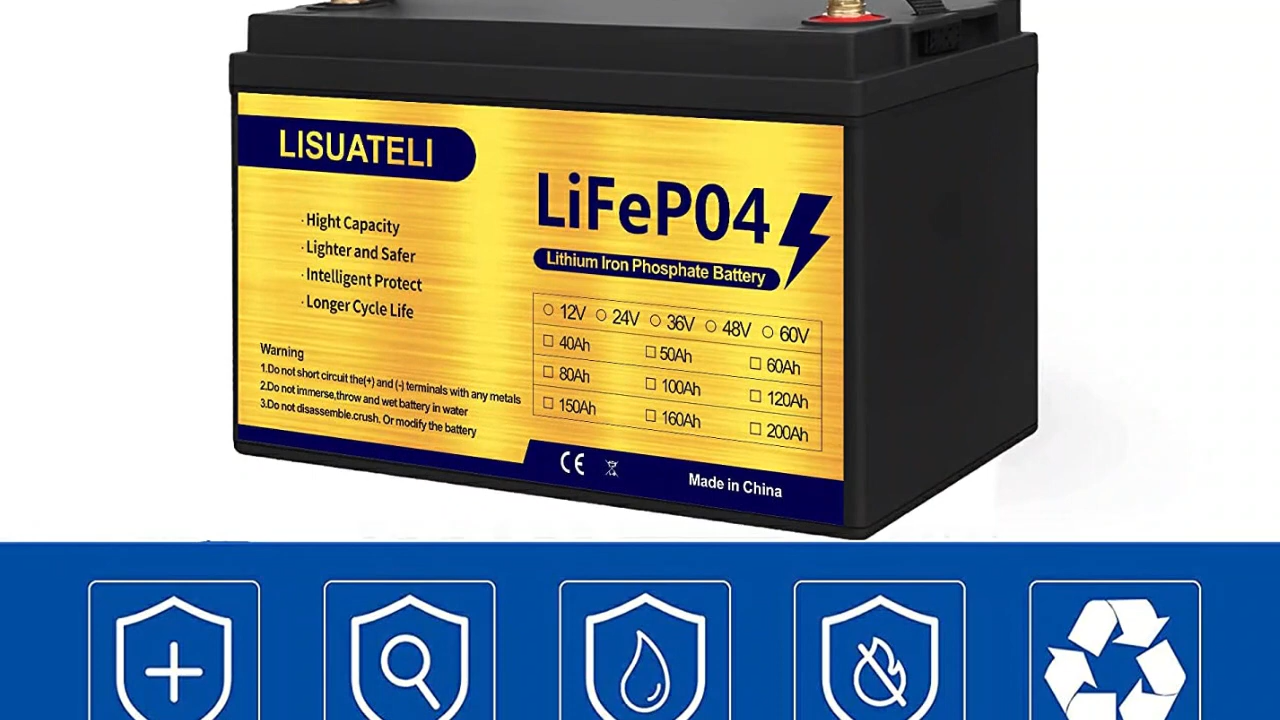 LISUATELI
LiFeP04
Lithium Iron Phosphate Battery
· Hight Capacity
· Lighter and Safer
· Intelligent Protect
· Longer Cycle Life
○ 12V ○ 24V ○ 36V ○ 48V ○ 60V
□ 40Ah □ 50Ah □ 60Ah
□ 80Ah □ 100Ah □ 120Ah
□ 150Ah □ 160Ah □ 200Ah
Warning
1.Do not short circuit the(+) and (-) terminals with any metals
2.Do not immerse,throw and wet battery in water
3.Do not disassemble.crush. Or modify the battery
CE
Made in China